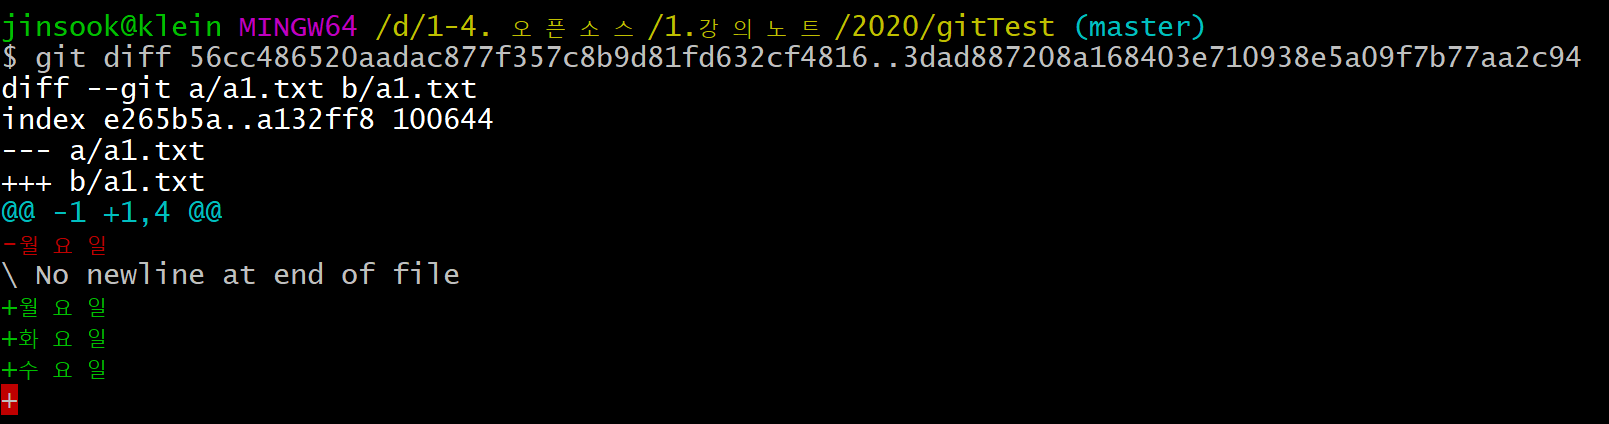 jinsook@klein MINGW64 /d/1-4. 오픈소스/1.강의노트/2020/gitTest (master)
$ git diff 56cc486520aadac877f357c8b9d81fd632cf4816..3dad887208a168403e710938e5a09f7b77aa2c94
diff --git a/a1.txt b/a1.txt
index e265b5a..a132ff8 100644
--- a/a1.txt
+++ b/a1.txt
@@ -1 +1,4 @@
-월요일
\ No newline at end of file
+월요일
+화요일
+수요일
+